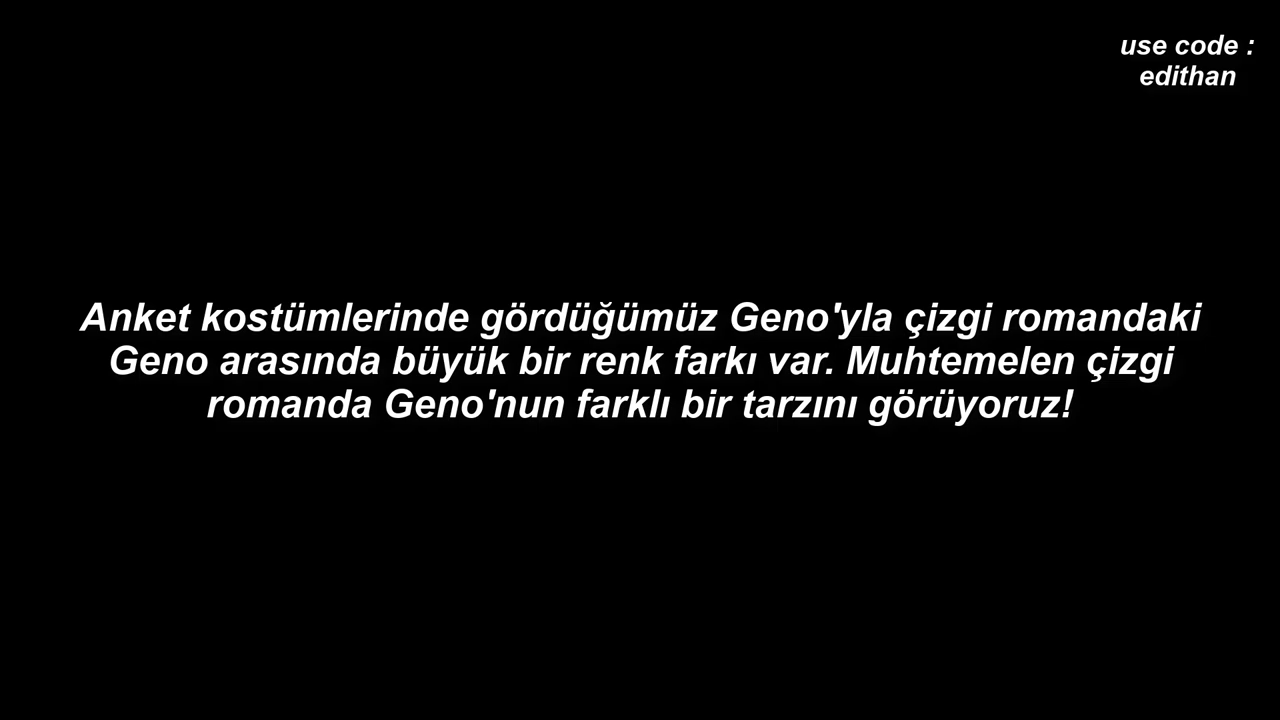 use code :
edithan
Anket kostümlerinde gördüğümüz Geno'yla çizgi romandaki
Geno arasında büyük bir renk farkı var. Muhtemelen çizgi
romanda Geno'nun farklı bir tarzını görüyoruz!